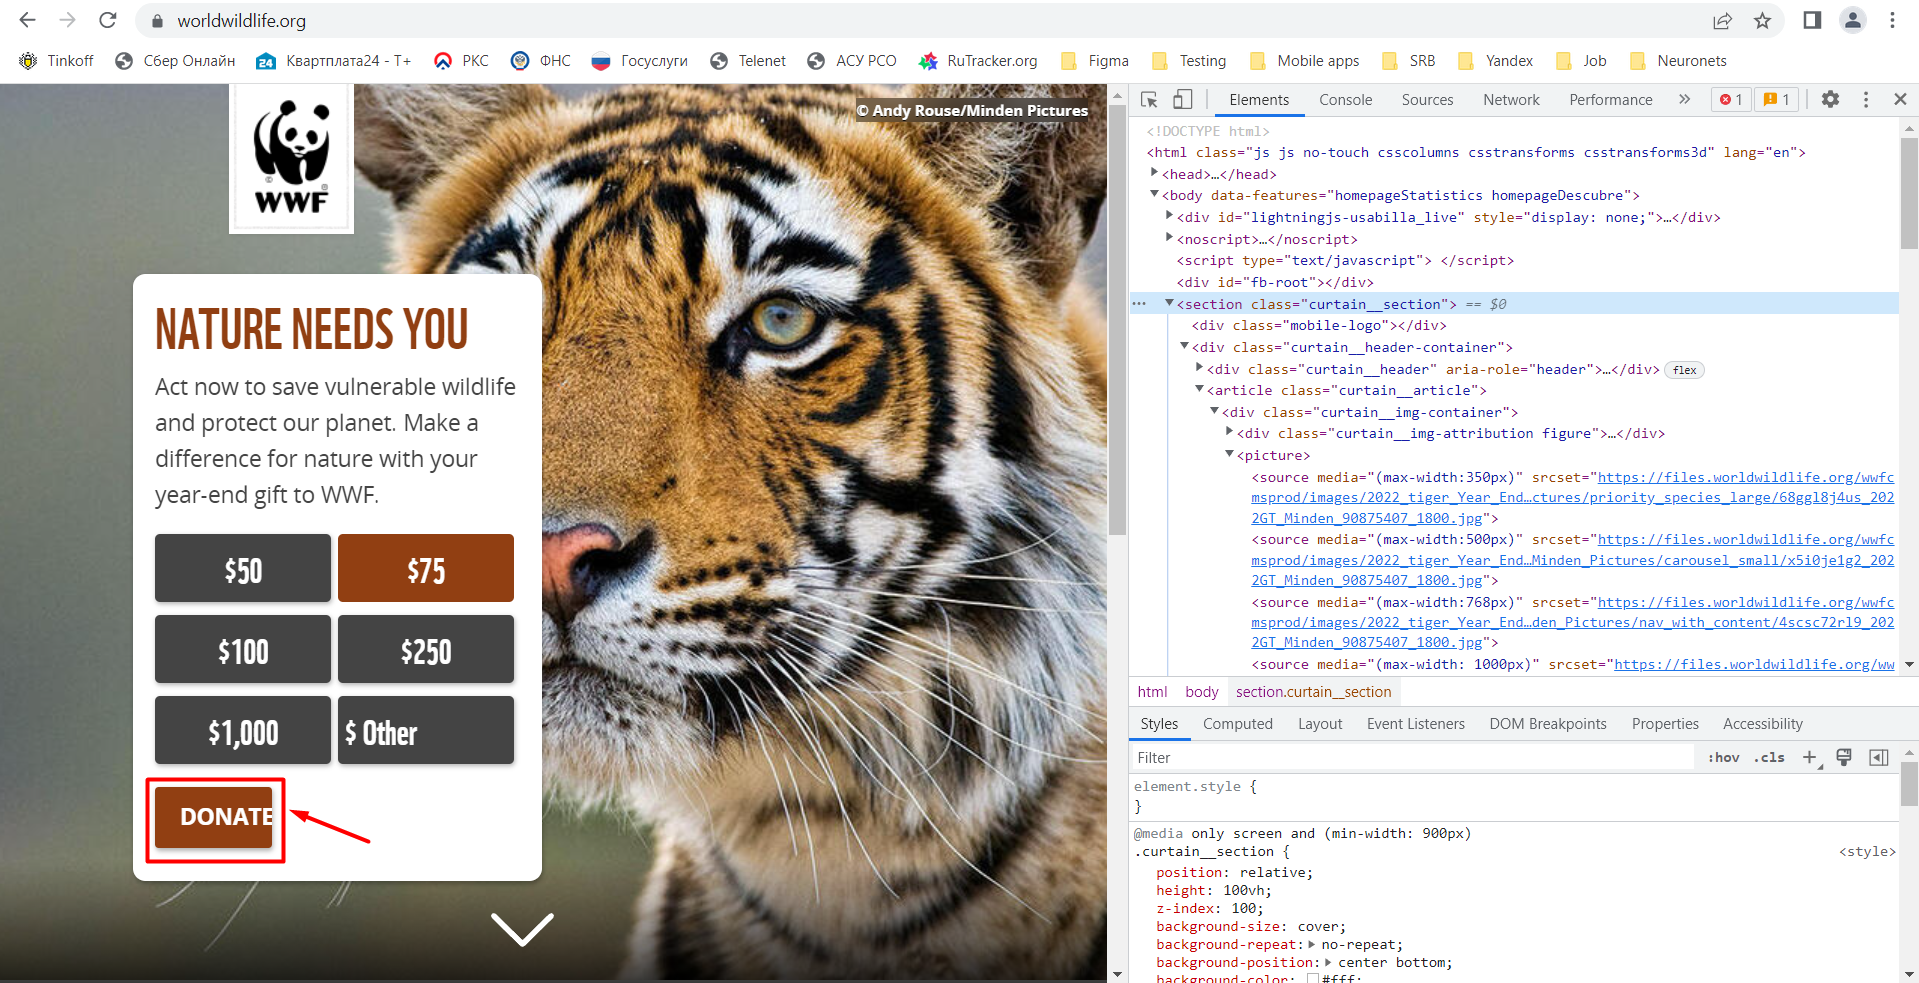 worldwildlife.org
Tinkoff Сбер Онлайн Квартплата24 - Т+ РКС ФНС Госуслуги Telenet АСУ РСО RuTracker.org Figma Testing Mobile apps SRB Yandex Job Neuronets
© Andy Rouse/Minden Pictures
WWF
NATURE NEEDS YOU
Act now to save vulnerable wildlife
and protect our planet. Make a
difference for nature with your
year-end gift to WWF.
$50 $75
$100 $250
$1,000 $ Other
DONATE
Elements Console Sources Network Performance » 1 1
<!DOCTYPE html>
<html class="js js no-touch csscolumns csstransforms csstransforms3d" lang="en">
<head>…</head>
<body data-features="homepageStatistics homepageDescubre">
<div id="lightningjs-usabilla_live" style="display: none;">…</div>
<noscript>…</noscript>
<script type="text/javascript"> </script>
<div id="fb-root"></div>
<section class="curtain__section"> == $0
<div class="mobile-logo"></div>
<div class="curtain__header-container">
<div class="curtain__header" aria-role="header">…</div> flex
<article class="curtain__article">
<div class="curtain__img-container">
<div class="curtain__img-attribution figure">…</div>
<picture>
<source media="(max-width:350px)" srcset="https://files.worldwildlife.org/wwfc
msprod/images/2022_tiger_Year_End…ctures/priority_species_large/68ggl8j4us_202
2GT_Minden_90875407_1800.jpg">
<source media="(max-width:500px)" srcset="https://files.worldwildlife.org/wwfc
msprod/images/2022_tiger_Year_End…Minden_Pictures/carousel_small/x5i0je1g2_202
2GT_Minden_90875407_1800.jpg">
<source media="(max-width:768px)" srcset="https://files.worldwildlife.org/wwfc
msprod/images/2022_tiger_Year_End…den_Pictures/nav_with_content/4scsc72rl9_202
2GT_Minden_90875407_1800.jpg">
<source media="(max-width: 1000px)" srcset="https://files.worldwildlife.org/ww
html body section.curtain__section
Styles Computed Layout Event Listeners DOM Breakpoints Properties Accessibility
Filter :hov .cls
element.style {
}
@media only screen and (min-width: 900px)
.curtain__section { <style>
position: relative;
height: 100vh;
z-index: 100;
background-size: cover;
background-repeat: no-repeat;
background-position: center bottom;
background-color: #fff;